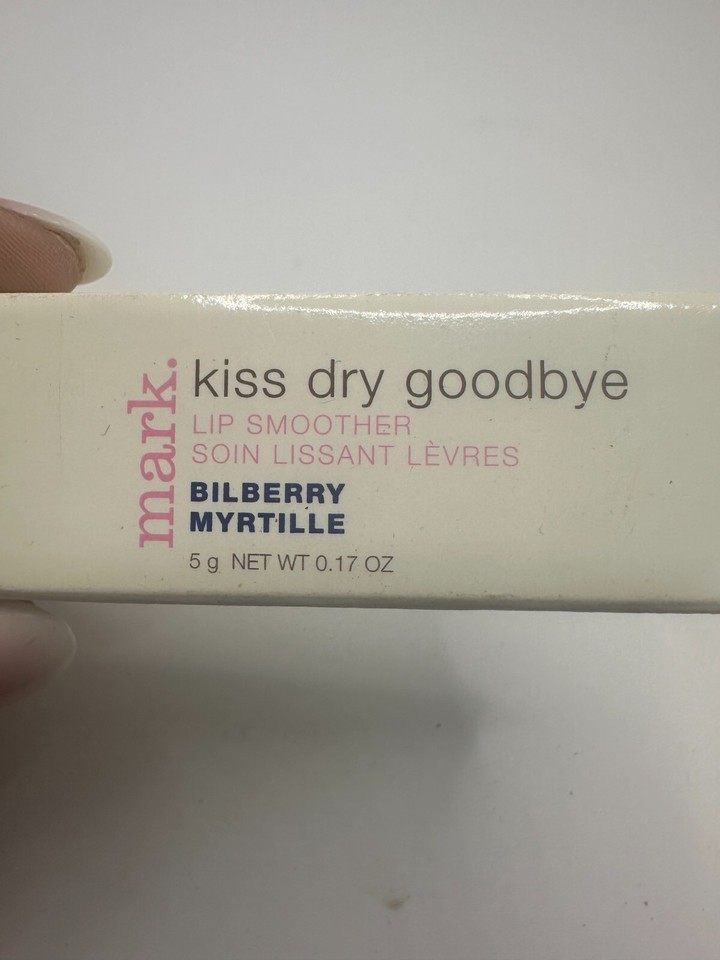 mark.
kiss dry goodbye
LIP SMOOTHER
SOIN LISSANT LÈVRES
BILBERRY
MYRTILLE
5 g NET WT 0.17 OZ